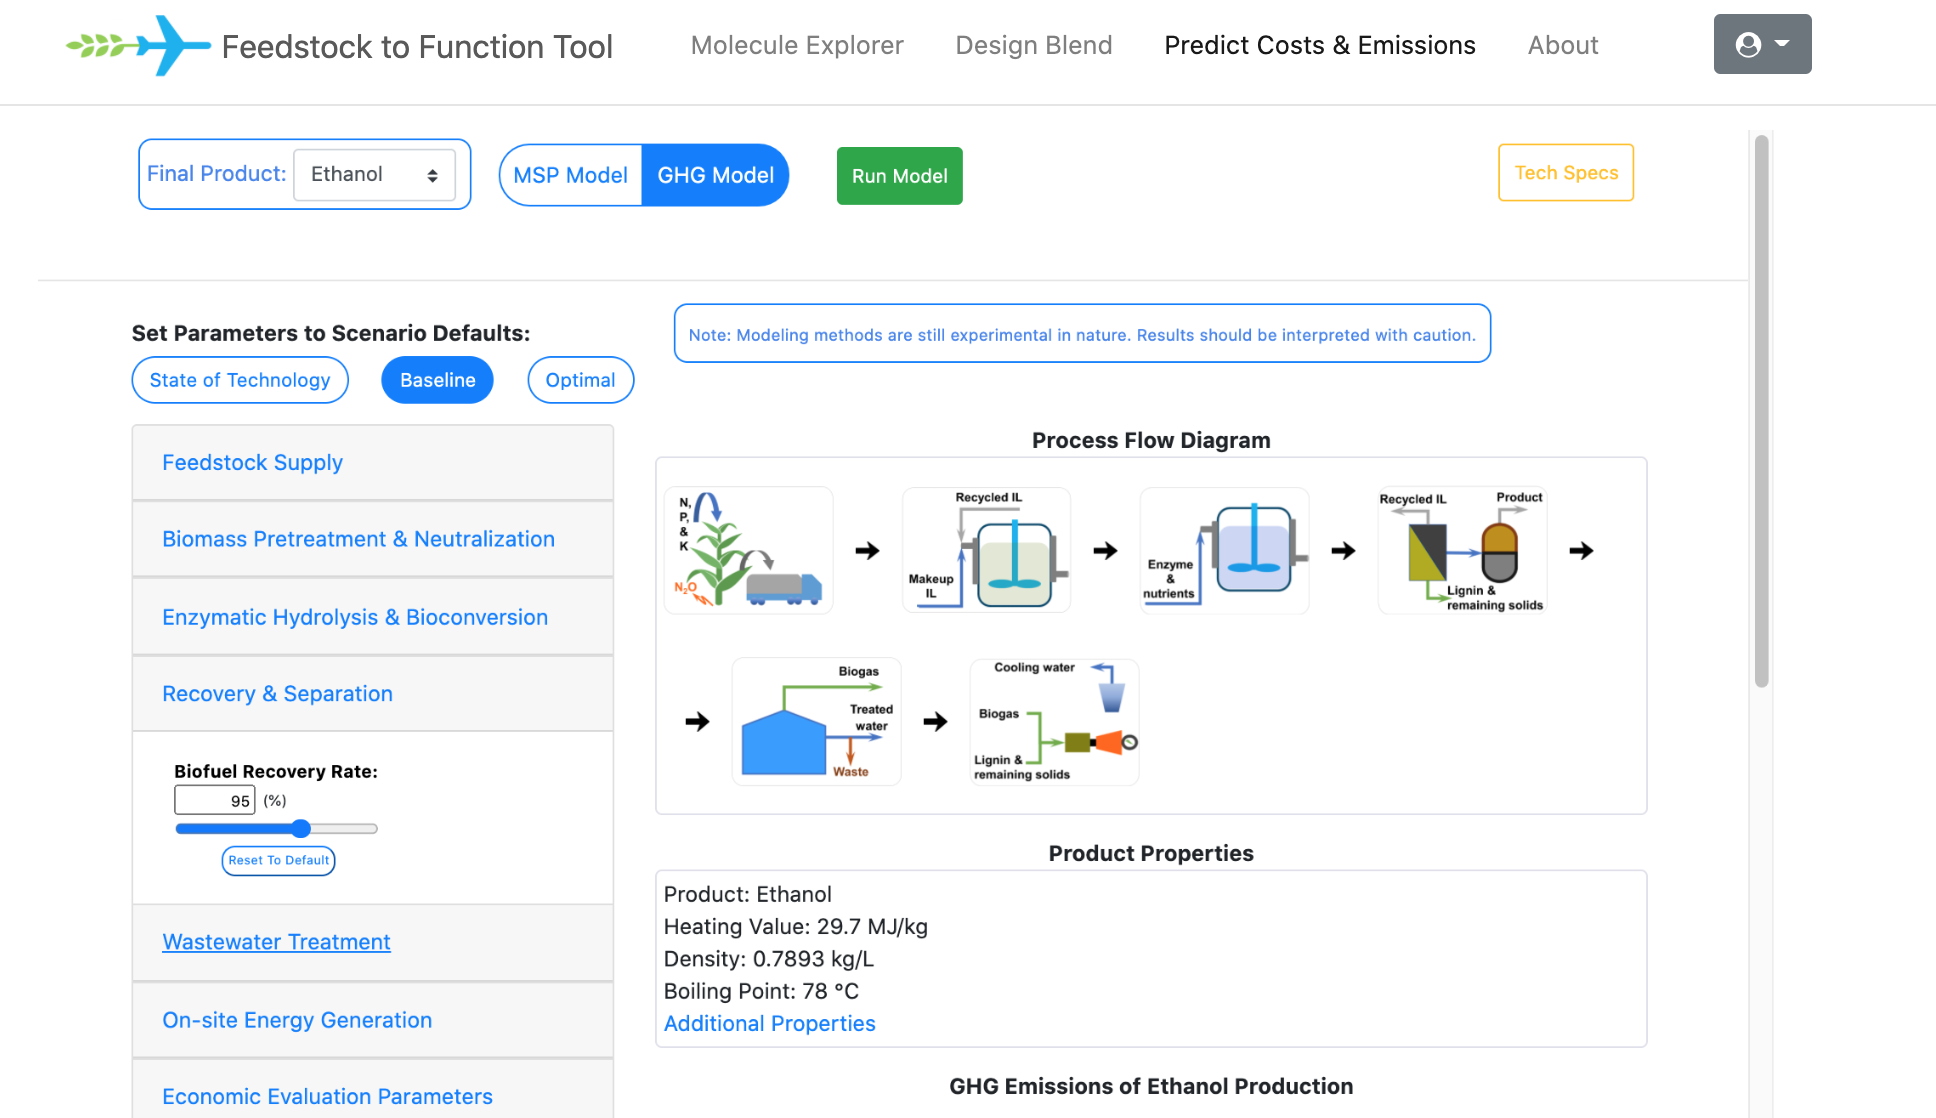 Feedstock to Function Tool
Molecule Explorer
Design Blend
Predict Costs & Emissions
About
Final Product:
Ethanol
MSP Model
GHG Model
Run Model
Tech Specs
Set Parameters to Scenario Defaults:
State of Technology
Baseline
Optimal
Note: Modeling methods are still experimental in nature. Results should be interpreted with caution.
Feedstock Supply
Biomass Pretreatment & Neutralization
Enzymatic Hydrolysis & Bioconversion
Recovery & Separation
Biofuel Recovery Rate:
95 (%)
Reset To Default
Wastewater Treatment
On-site Energy Generation
Economic Evaluation Parameters
Process Flow Diagram
N,
P,
&
K
N₂O
Recycled IL
Makeup
IL
Enzyme
&
nutrients
Recycled IL
Product
Lignin &
remaining solids
Biogas
Treated
water
Waste
Cooling water
Biogas
Lignin &
remaining solids
Product Properties
Product: Ethanol
Heating Value: 29.7 MJ/kg
Density: 0.7893 kg/L
Boiling Point: 78 °C
Additional Properties
GHG Emissions of Ethanol Production